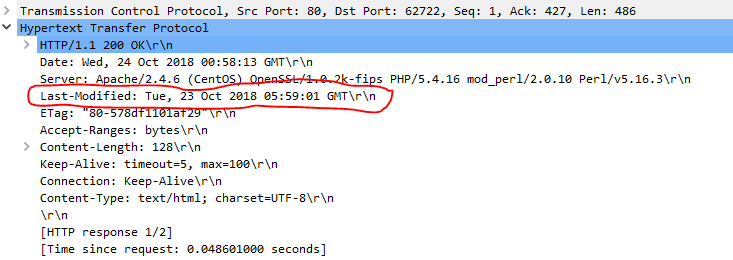 Transmission Control Protocol, Src Port: 80, Dst Port: 62722, Seq: 1, Ack: 427, Len: 486
Hypertext Transfer Protocol
HTTP/1.1 200 OK\r\n
Date: Wed, 24 Oct 2018 00:58:13 GMT\r\n
Server: Apache/2.4.6 (CentOS) OpenSSL/1.0.2k-fips PHP/5.4.16 mod_perl/2.0.10 Perl/v5.16.3\r\n
Last-Modified: Tue, 23 Oct 2018 05:59:01 GMT\r\n
ETag: "80-578df1101af29"\r\n
Accept-Ranges: bytes\r\n
Content-Length: 128\r\n
Keep-Alive: timeout=5, max=100\r\n
Connection: Keep-Alive\r\n
Content-Type: text/html; charset=UTF-8\r\n
\r\n
[HTTP response 1/2]
[Time since request: 0.048601000 seconds]